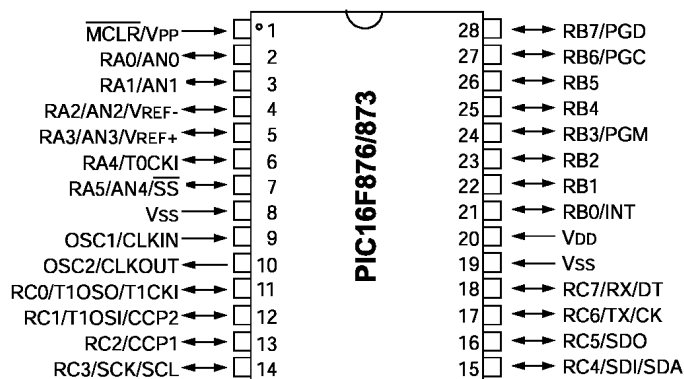 MCLR/VPP 1 28 RB7/PGD
RA0/AN0 2 27 RB6/PGC
RA1/AN1 3 26 RB5
RA2/AN2/VREF- 4 25 RB4
RA3/AN3/VREF+ 5 24 RB3/PGM
RA4/T0CKI 6 23 RB2
RA5/AN4/SS 7 22 RB1
VSS 8 21 RB0/INT
OSC1/CLKIN 9 20 VDD
OSC2/CLKOUT 10 19 VSS
RC0/T1OSO/T1CKI 11 18 RC7/RX/DT
RC1/T1OSI/CCP2 12 17 RC6/TX/CK
RC2/CCP1 13 16 RC5/SDO
RC3/SCK/SCL 14 15 RC4/SDI/SDA
PIC16F876/873